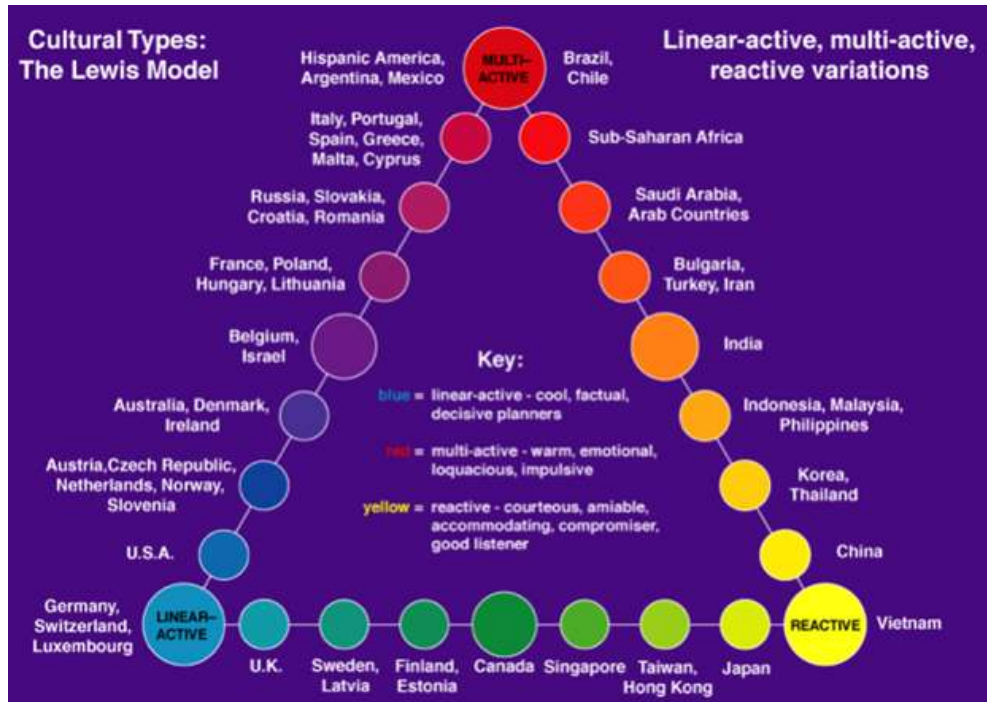 Cultural Types:
The Lewis Model
Linear-active, multi-active,
reactive variations
Hispanic America,
Argentina, Mexico
MULTI-
ACTIVE
Brazil,
Chile
Italy, Portugal,
Spain, Greece,
Malta, Cyprus
Sub-Saharan Africa
Russia, Slovakia,
Croatia, Romania
Saudi Arabia,
Arab Countries
France, Poland,
Hungary, Lithuania
Bulgaria,
Turkey, Iran
Belgium,
Israel
India
Key:
blue = linear-active - cool, factual,
decisive planners
red = multi-active - warm, emotional,
loquacious, impulsive
yellow = reactive - courteous, amiable,
accommodating, compromiser,
good listener
Australia, Denmark,
Ireland
Indonesia, Malaysia,
Philippines
Austria,Czech Republic,
Netherlands, Norway,
Slovenia
Korea,
Thailand
U.S.A.
China
Germany,
Switzerland,
Luxembourg
LINEAR-
ACTIVE
REACTIVE
Vietnam
U.K.
Sweden,
Latvia
Finland,
Estonia
Canada
Singapore
Taiwan,
Hong Kong
Japan